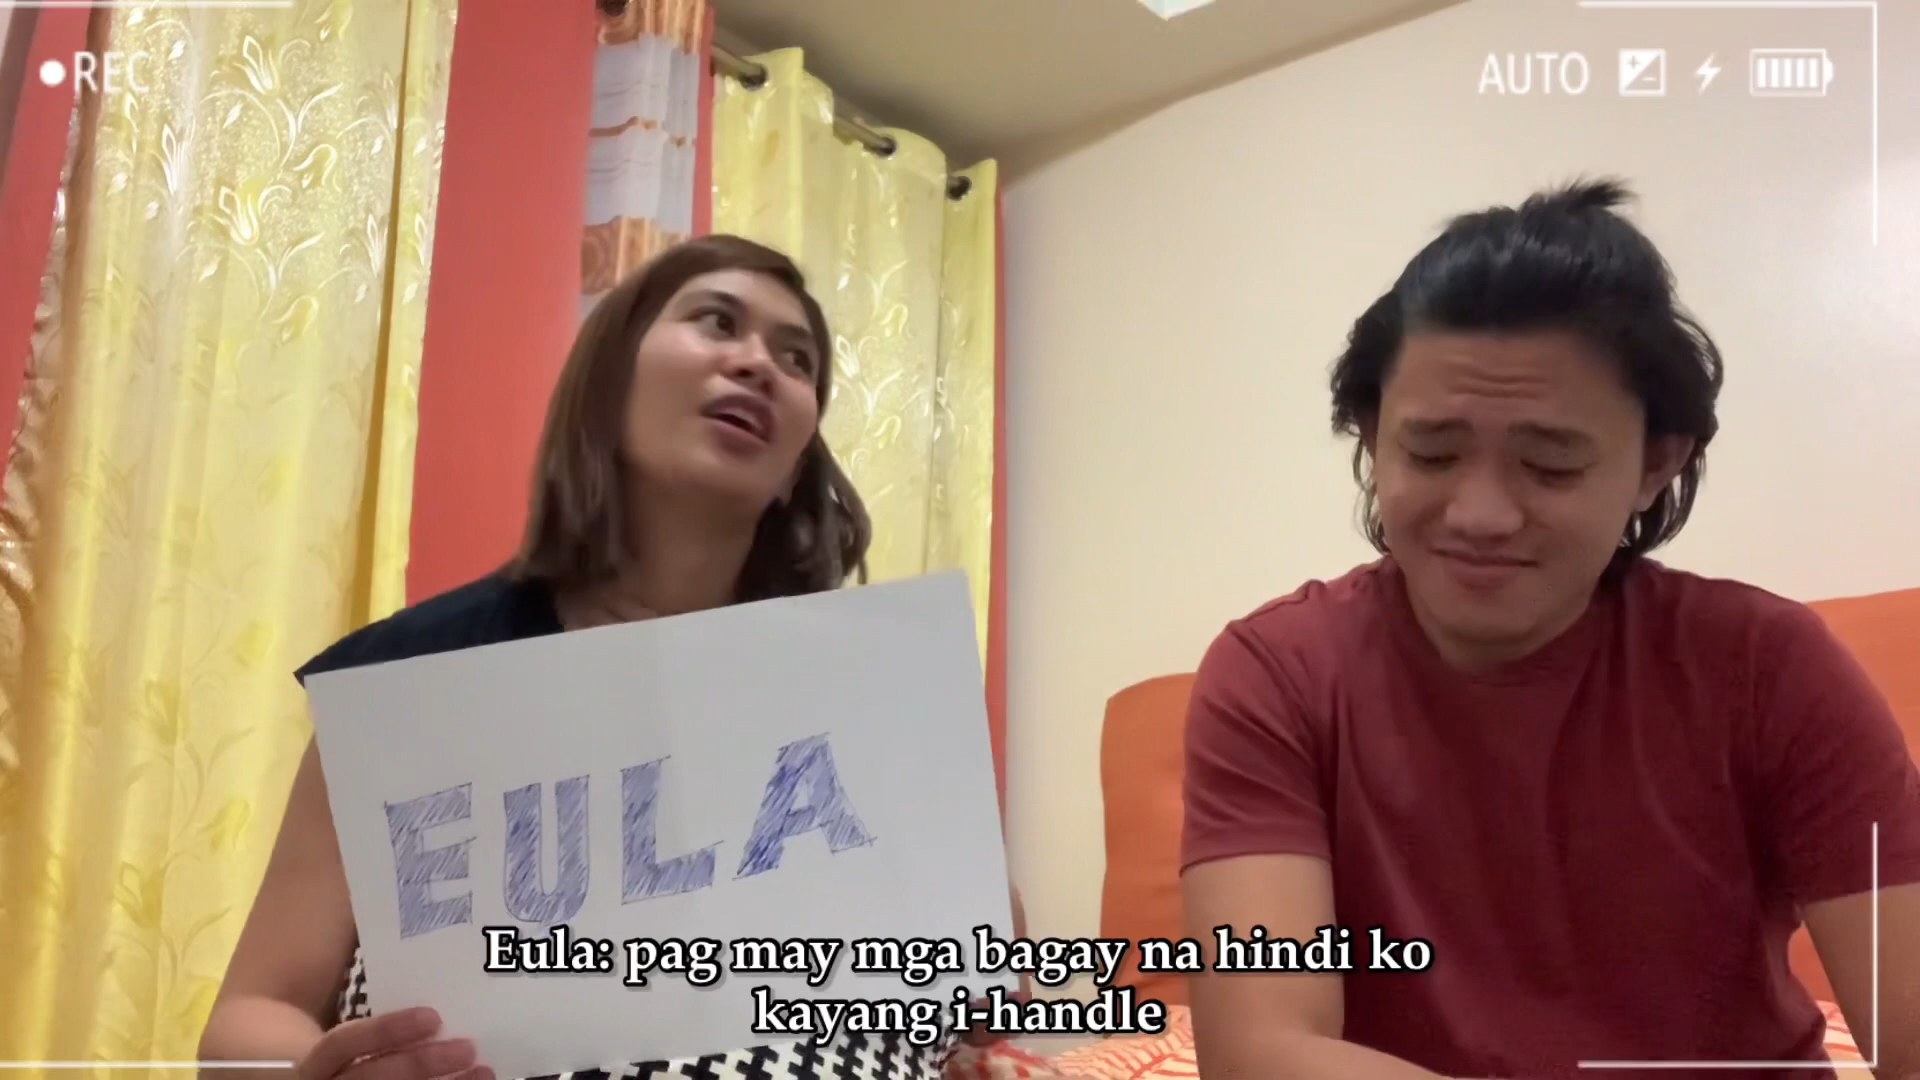 REC
AUTO
EULA
Eula: pag may mga bagay na hindi ko
kayang i-handle